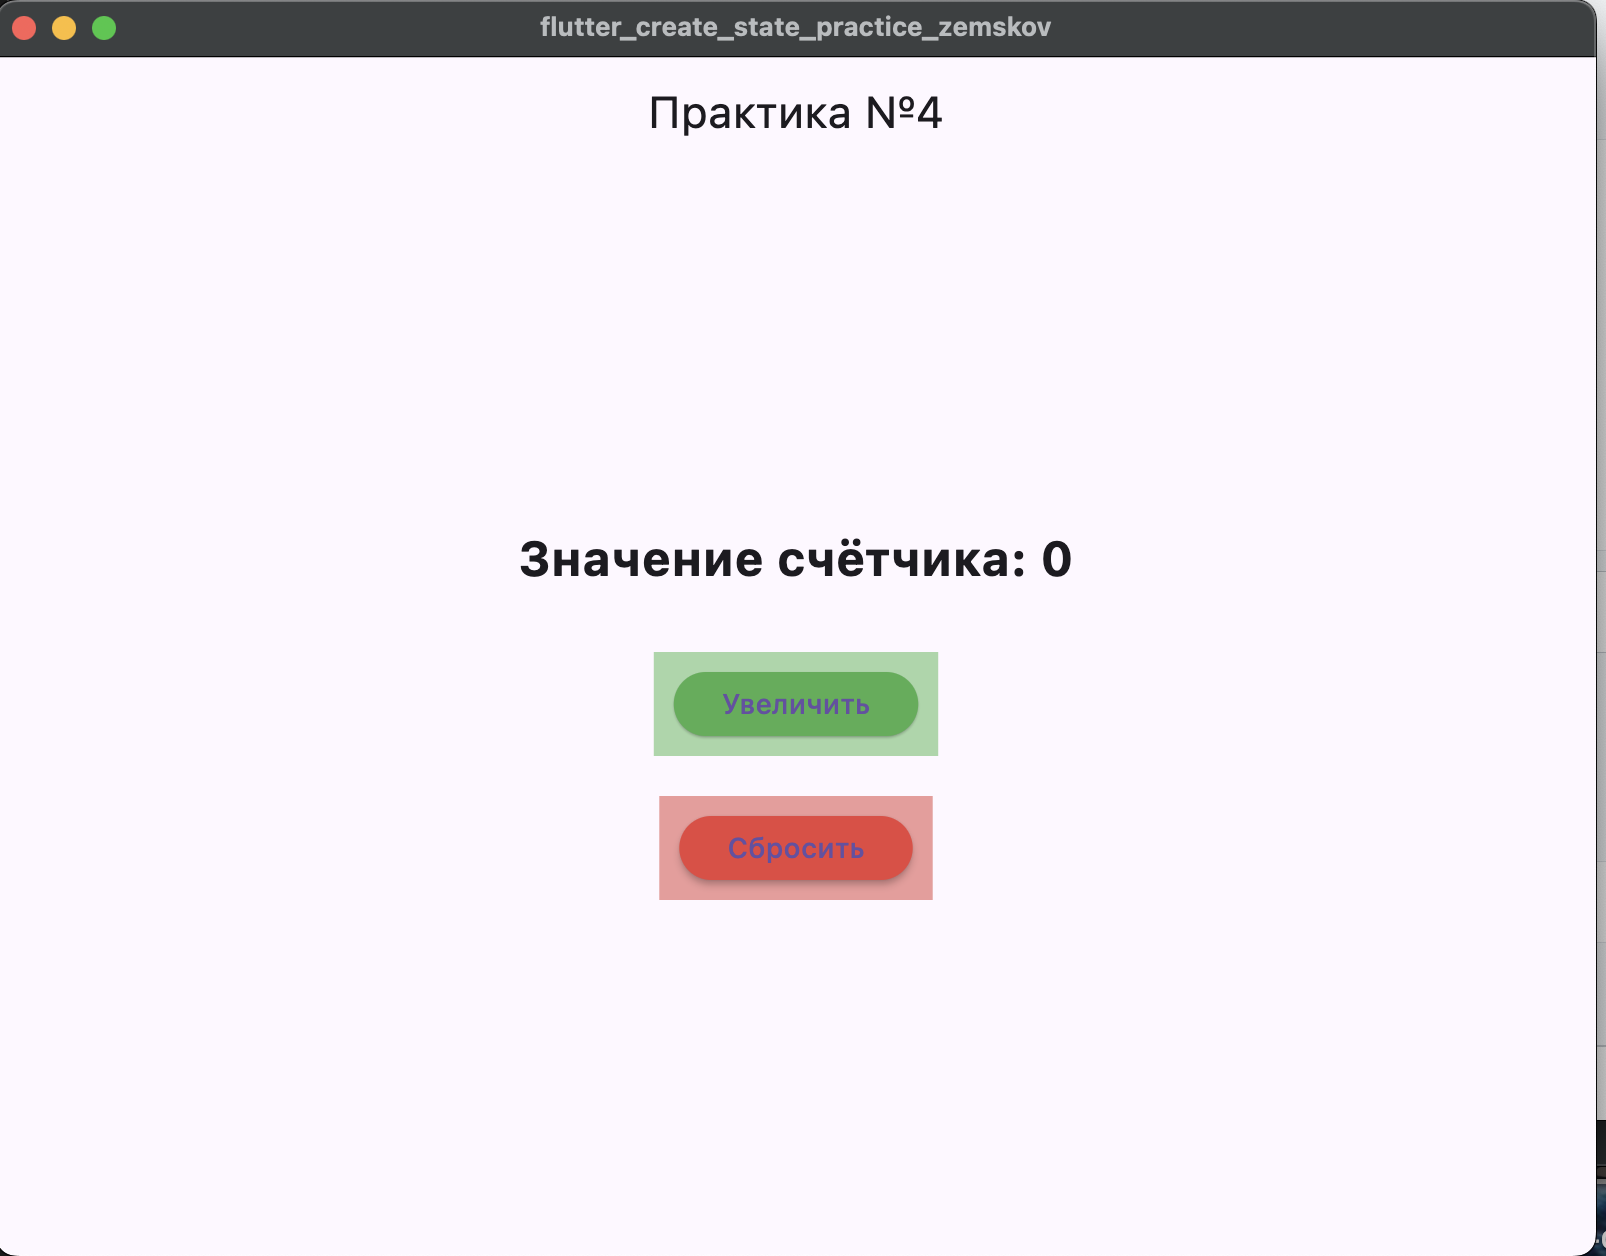 flutter_create_state_practice_zemskov
Практика №4
Значение счётчика: 0
Увеличить
Сбросить